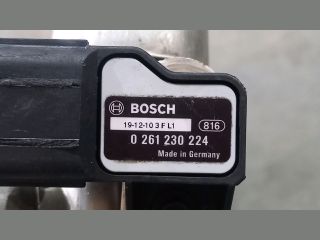 BOSCH
19-12-10 3 F L1
816
0 261 230 224
Made in Germany